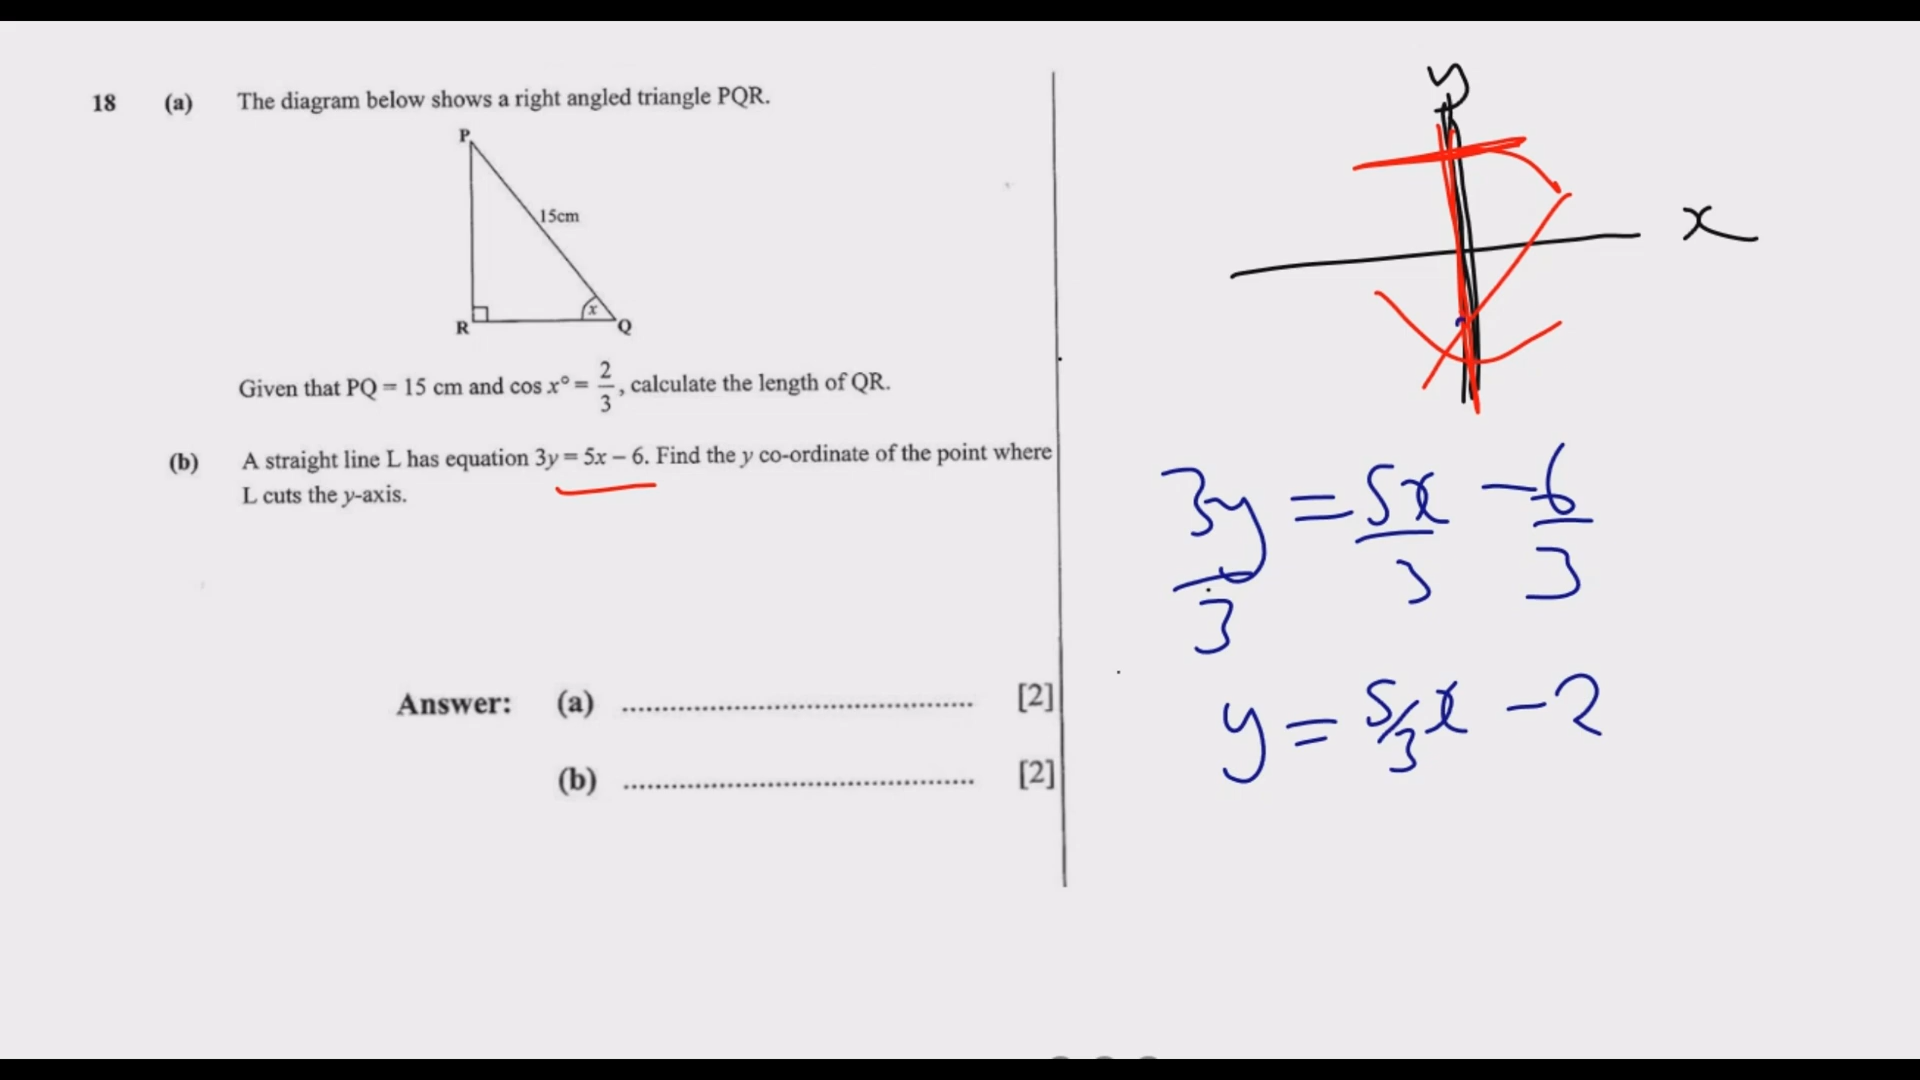 18 (a) The diagram below shows a right angled triangle PQR.
P
15cm
x
R
Q
Given that PQ = 15 cm and cos x° = 2/3, calculate the length of QR.
(b) A straight line L has equation 3y = 5x – 6. Find the y co-ordinate of the point where
L cuts the y-axis.
Answer: (a) ............................................. [2]
(b) ............................................. [2]
y
x
3y/3 = 5x/3 - 6/3
y = 5/3 x - 2